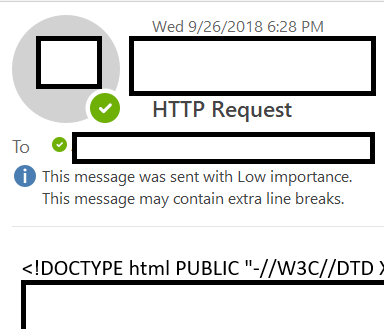 Wed 9/26/2018 6:28 PM
HTTP Request
To
This message was sent with Low importance.
This message may contain extra line breaks.
<!DOCTYPE html PUBLIC "-//W3C//DTD X